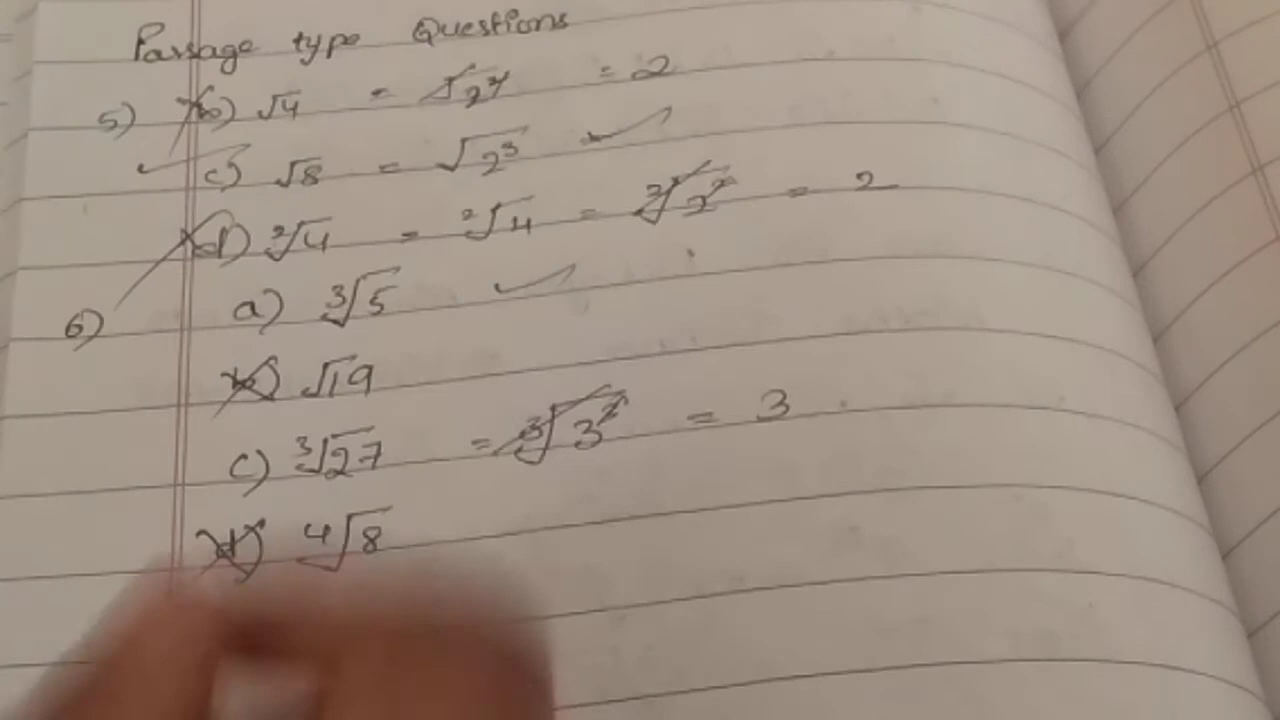 Passage type Questions
5) b) √4 = √2² = 2
c) √8 = √2³ ✓
d) ²√4 = ²√4 = ²√2² = 2
6) a) ³√5 ✓
b) √19
c) ³√27 = ³√3³ = 3
d) ⁴√8